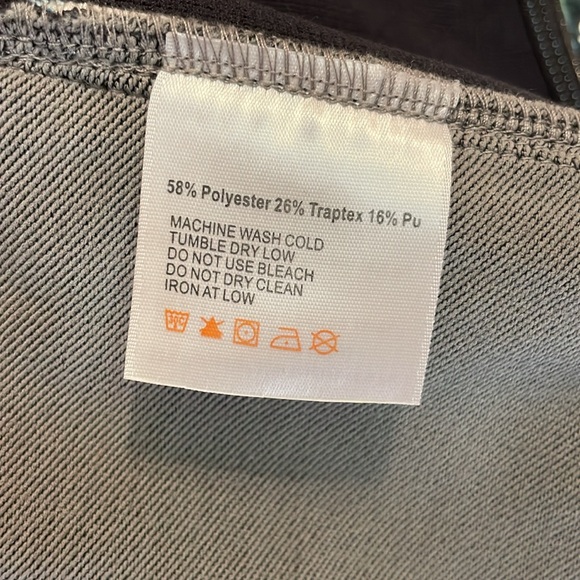 58% Polyester 26% Traptex 16% Pu
MACHINE WASH COLD
TUMBLE DRY LOW
DO NOT USE BLEACH
DO NOT DRY CLEAN
IRON AT LOW